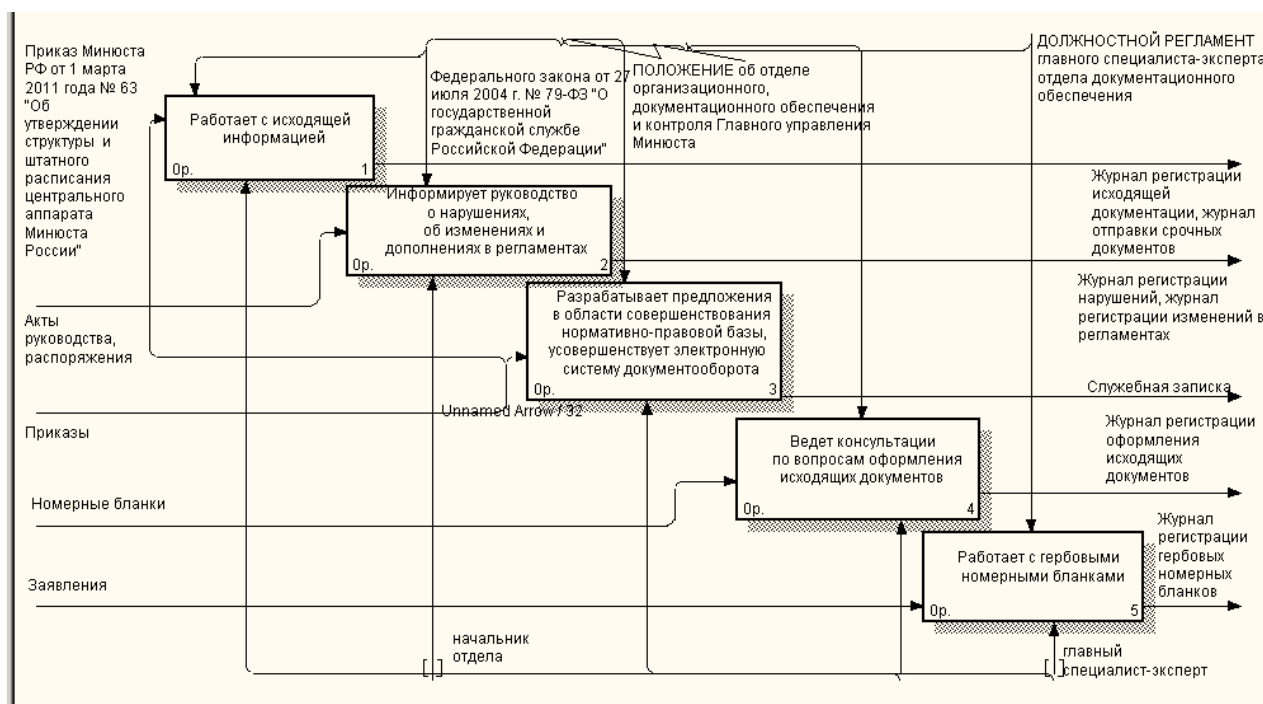 Приказ Минюста
РФ от 1 марта
2011 года № 63
"Об
утверждении
структуры и
штатного
расписания
центрального
аппарата
Минюста
России"
Федерального закона от 27
июля 2004 г. № 79-ФЗ "О
государственной
гражданской службе
Российской Федерации"
ПОЛОЖЕНИЕ об отделе
организационного,
документационного обеспечения
и контроля Главного управления
Минюста
ДОЛЖНОСТНОЙ РЕГЛАМЕНТ
главного специалиста-эксперта
отдела документационного
обеспечения
Работает с исходящей
информацией
0р. 1
Журнал регистрации
исходящей
документации, журнал
отправки срочных
документов
Информирует руководство
о нарушениях,
об изменениях и
дополнениях в регламентах
0р. 2
Журнал регистрации
нарушений, журнал
регистрации изменений в
регламентах
Акты
руководства,
распоряжения
Разрабатывает предложения
в области совершенствования
нормативно-правовой базы,
усовершенствует электронную
систему документооборота
0р. 3
Служебная записка
Unnamed Arrow / 32
Приказы
Ведет консультации
по вопросам оформления
исходящих документов
0р. 4
Журнал регистрации
оформления
исходящих
документов
Номерные бланки
Работает с гербовыми
номерными бланками
0р. 5
Журнал
регистрации
гербовых
номерных
бланков
Заявления
начальник
отдела
главный
специалист-эксперт